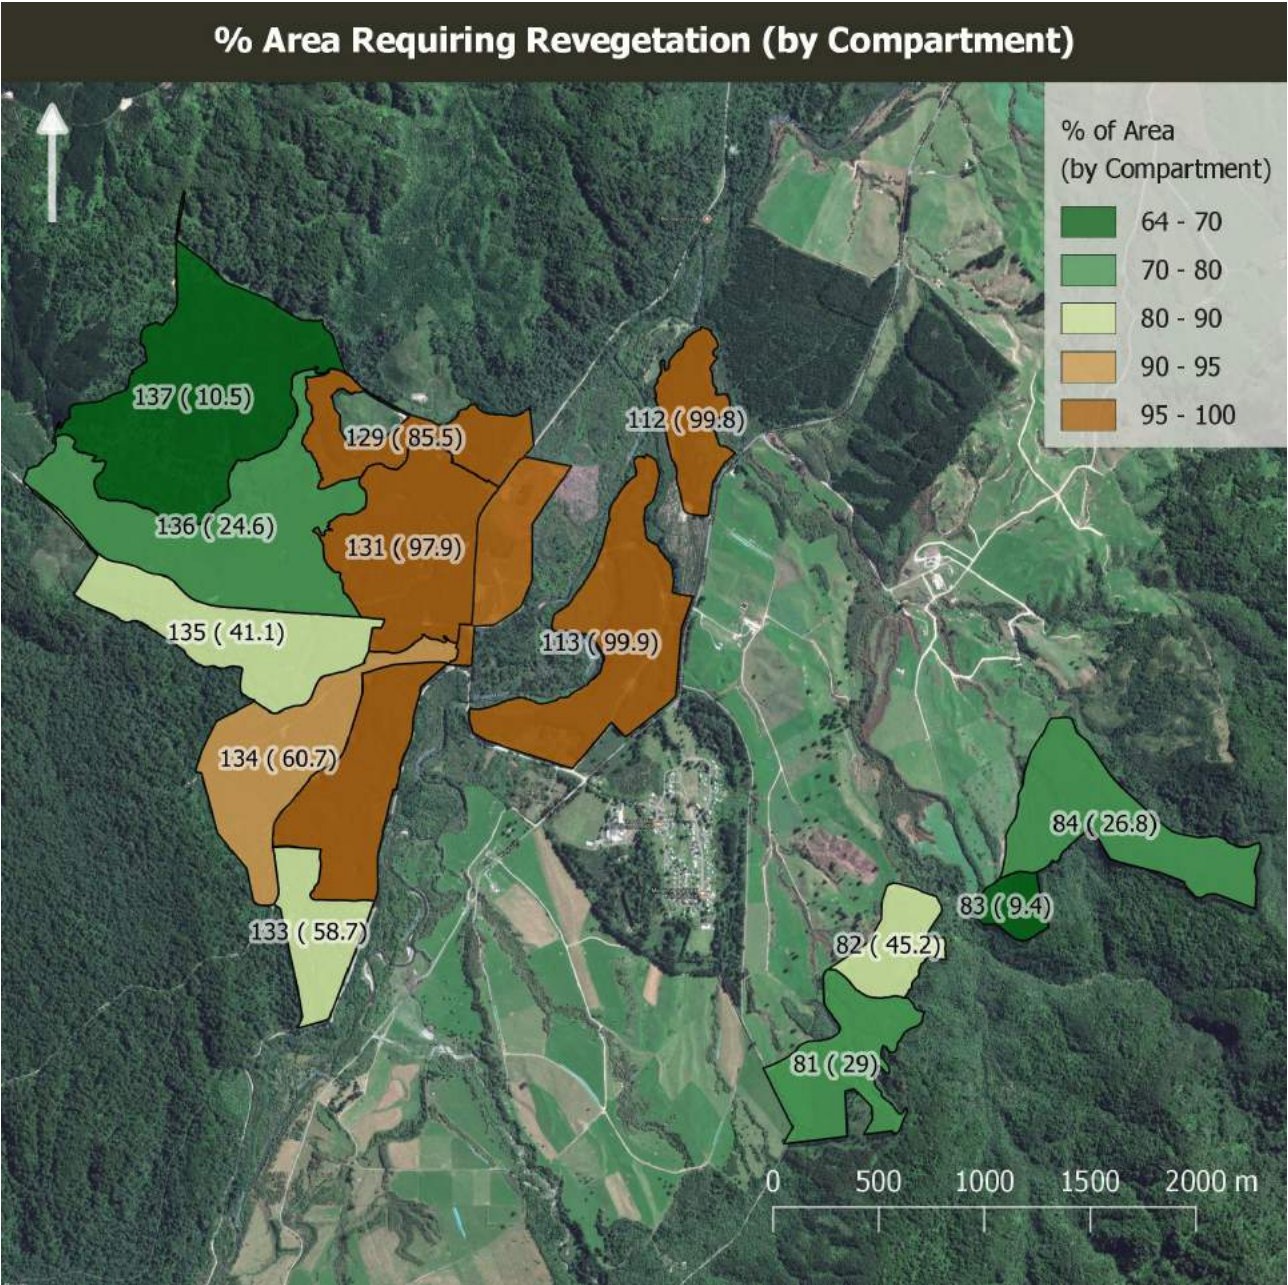 % Area Requiring Revegetation (by Compartment)
% of Area
(by Compartment)
64 - 70
70 - 80
80 - 90
90 - 95
95 - 100
137 ( 10.5)
112 ( 99.8)
129 ( 85.5)
136 ( 24.6)
131 ( 97.9)
135 ( 41.1)
113 ( 99.9)
134 ( 60.7)
84 ( 26.8)
83 ( 9.4)
133 ( 58.7)
82 ( 45.2)
81 ( 29)
0 500 1000 1500 2000 m